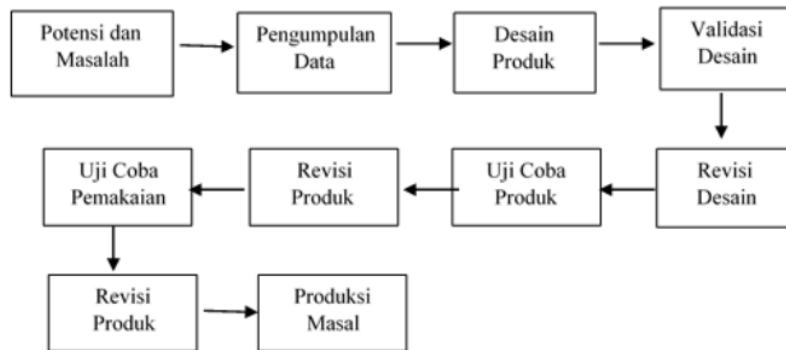 Potensi dan
Masalah
Pengumpulan
Data
Desain
Produk
Validasi
Desain
Revisi
Desain
Uji Coba
Produk
Revisi
Produk
Uji Coba
Pemakaian
Revisi
Produk
Produksi
Masal